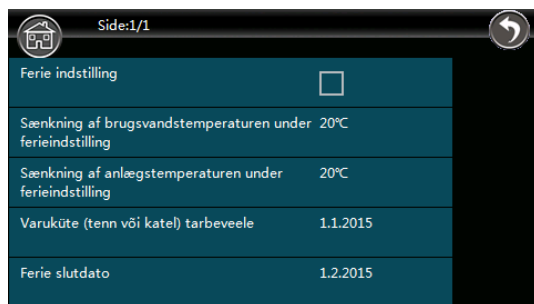 Side:1/1
Ferie indstilling
Sænkning af brugsvandstemperaturen under 20℃
ferieindstilling
Sænkning af anlægstemperaturen under 20℃
ferieindstilling
Varuküte (tenn või katel) tarbeveele 1.1.2015
Ferie slutdato 1.2.2015